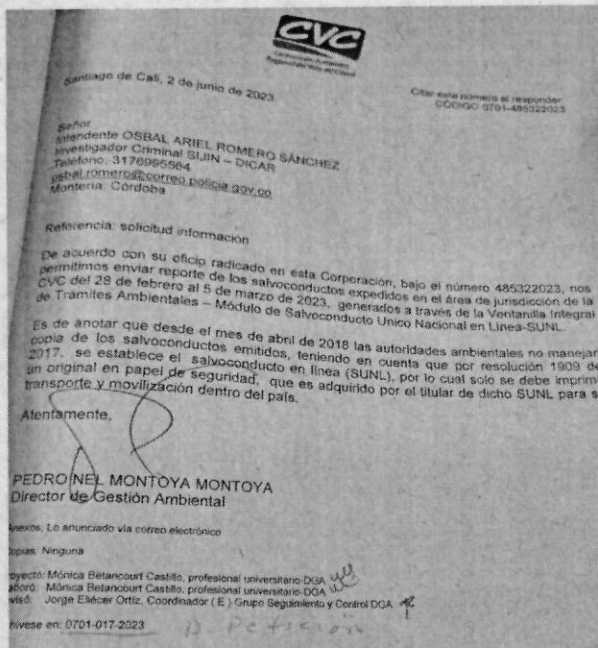 CVC
Santiago de Cali, 2 de junio de 2023
Citar este número al responder
CÓDIGO 0701-485322023
Señor
Intendente OSBAL ARIEL ROMERO SÁNCHEZ
Investigador Criminal SIJIN – DICAR
Teléfono: 3176995564
osbal.romero@correo.policia.gov.co
Montería. Córdoba
Referencia: solicitud información
De acuerdo con su oficio radicado en esta Corporación, bajo el número 485322023, nos
permitimos enviar reporte de los salvoconductos expedidos en el área de jurisdicción de la
CVC del 28 de febrero al 5 de marzo de 2023, generados a través de la Ventanilla Integral
de Trámites Ambientales – Módulo de Salvoconducto Único Nacional en Línea-SUNL.
Es de anotar que desde el mes de abril de 2018 las autoridades ambientales no manejan
copia de los salvoconductos emitidos, teniendo en cuenta que por resolución 1909 de
2017, se establece el salvoconducto en línea (SUNL), por lo cual solo se debe imprimi
un original en papel de seguridad, que es adquirido por el titular de dicho SUNL para s
transporte y movilización dentro del país.
Atentamente,
PEDRO NEL MONTOYA MONTOYA
Director de Gestión Ambiental
Anexos: Lo anunciado vía correo electrónico
opias: Ninguna
oyectó: Mónica Betancourt Castillo, profesional universitario-DGA
aboró: Mónica Betancourt Castillo, profesional universitario-DGA
visó: Jorge Eliécer Ortiz, Coordinador ( E ) Grupo Seguimiento y Control DGA
hívese en: 0701-017-2023
D. Petición